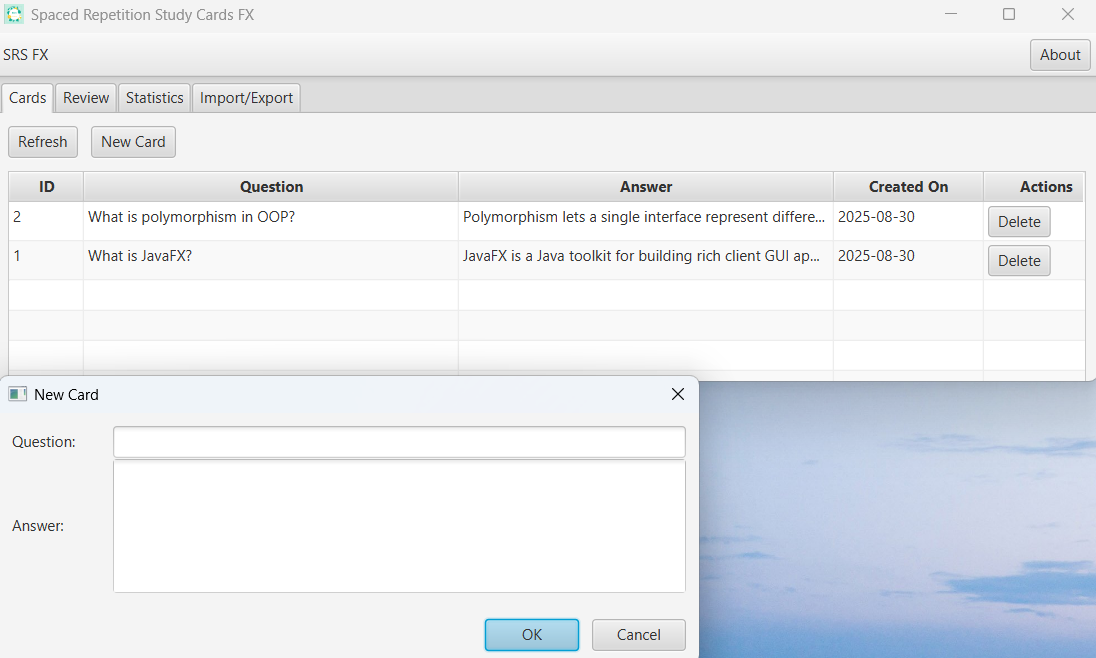 Spaced Repetition Study Cards FX
SRS FX
About
Cards Review Statistics Import/Export
Refresh New Card
ID Question Answer Created On Actions
2 What is polymorphism in OOP? Polymorphism lets a single interface represent differe... 2025-08-30 Delete
1 What is JavaFX? JavaFX is a Java toolkit for building rich client GUI ap... 2025-08-30 Delete
New Card
Question:
Answer:
OK Cancel